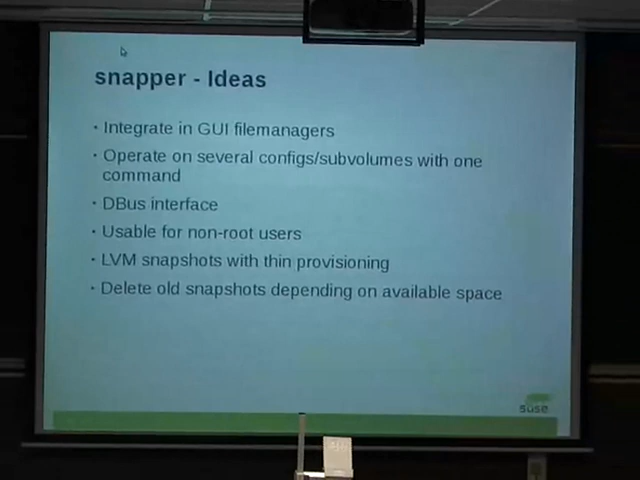 snapper - Ideas
• Integrate in GUI filemanagers
• Operate on several configs/subvolumes with one
command
• DBus interface
• Usable for non-root users
• LVM snapshots with thin provisioning
• Delete old snapshots depending on available space
suse